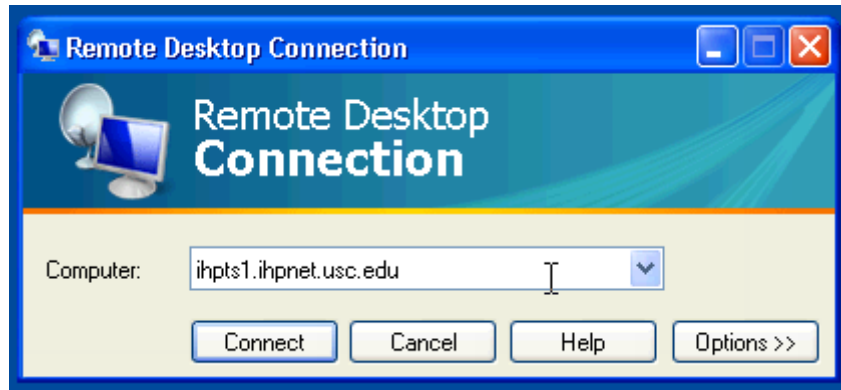 Remote Desktop Connection
Remote Desktop
Connection
Computer: ihpts1.ihpnet.usc.edu
Connect Cancel Help Options >>